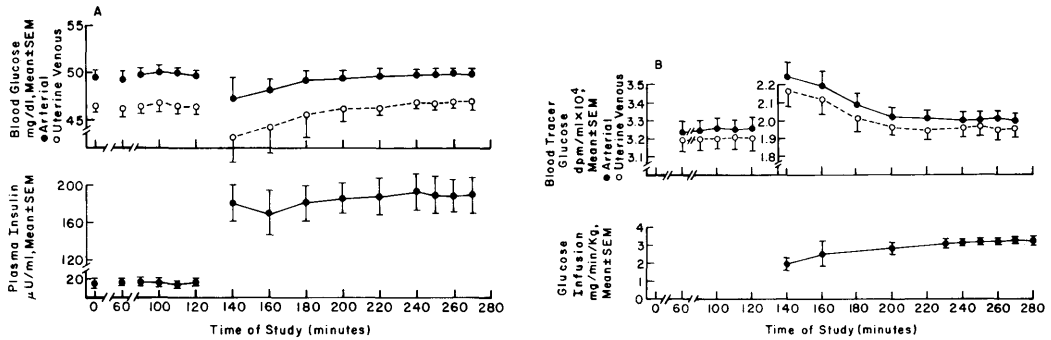 A
Blood Glucose
mg/dl, Mean±SEM
●Arterial
○Uterine Venous
55
50
45
Plasma Insulin
μU/ml, Mean±SEM
200
160
120
20
0 60 80 100 120 140 160 180 200 220 240 260 280
Time of Study (minutes)
B
Blood Tracer
Glucose
dpm/ml×10⁴,
Mean±SEM
● Arterial
○ Uterine Venous
3.5
3.4
3.3
3.2
3.1
2.2
2.1
2.0
1.9
1.8
Glucose
Infusion
mg/min/Kg,
Mean±SEM
4
3
2
1
0
0 60 80 100 120 140 160 180 200 220 240 260 280
Time of Study (minutes)